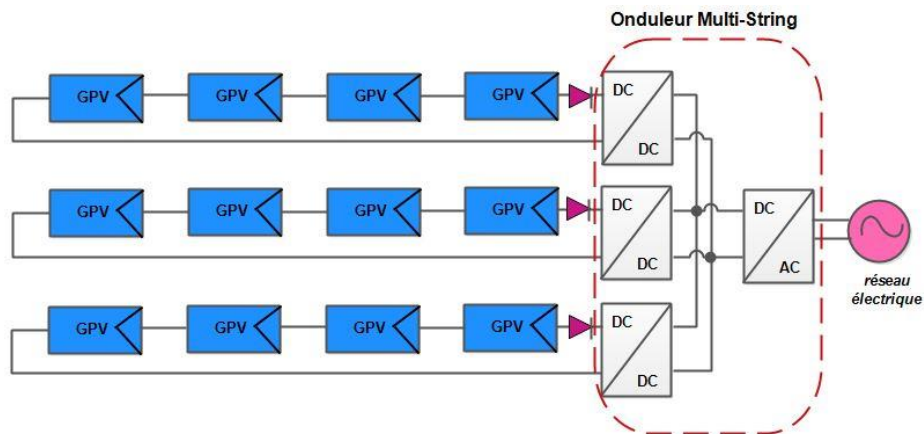 Onduleur Multi-String
GPV GPV GPV GPV DC
DC
GPV GPV GPV GPV DC DC
DC AC
réseau
électrique
GPV GPV GPV GPV DC
DC